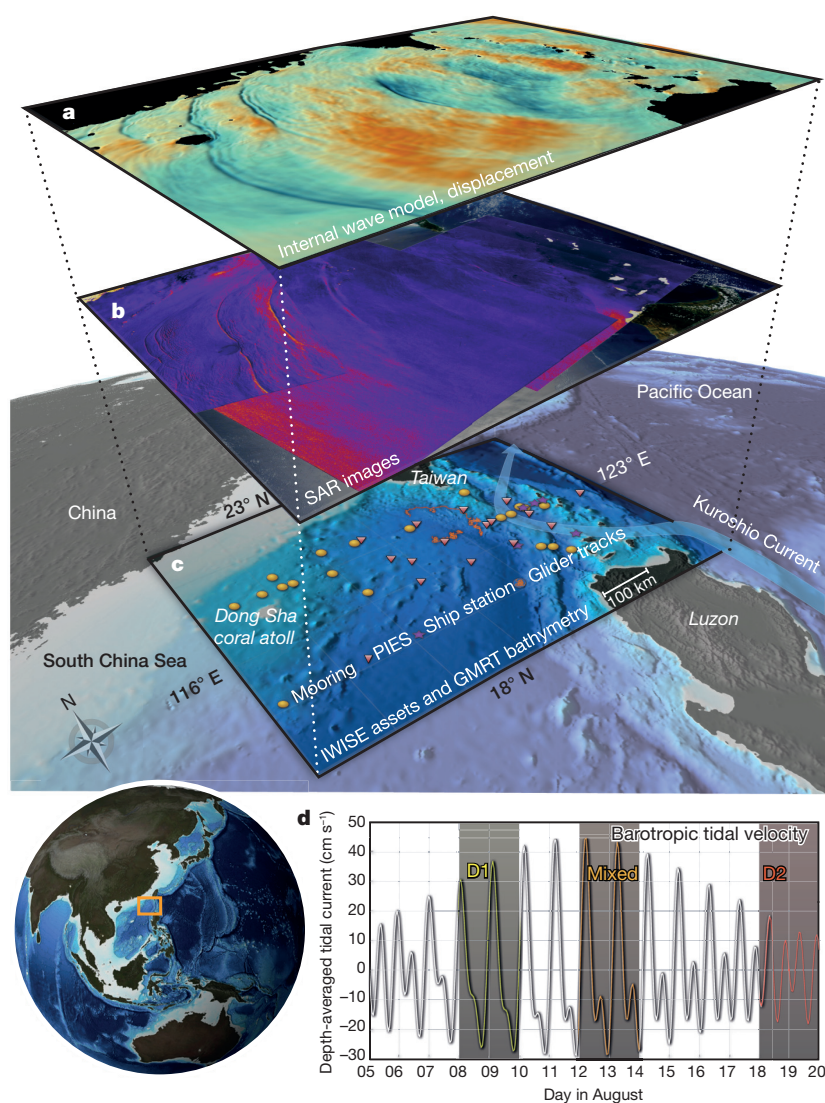 a
Internal wave model, displacement
b
SAR images
Pacific Ocean
Taiwan
123° E
23° N
China
Kuroshio Current
c
100 km
Dong Sha
coral atoll
Luzon
Mooring PIES Ship station Glider tracks
South China Sea
116° E
IWISE assets and GMRT bathymetry
18° N
N
d
Barotropic tidal velocity
D1
Mixed
D2
Depth-averaged tidal current (cm s⁻¹)
50
40
30
20
10
0
−10
−20
−30
05 06 07 08 09 10 11 12 13 14 15 16 17 18 19 20
Day in August